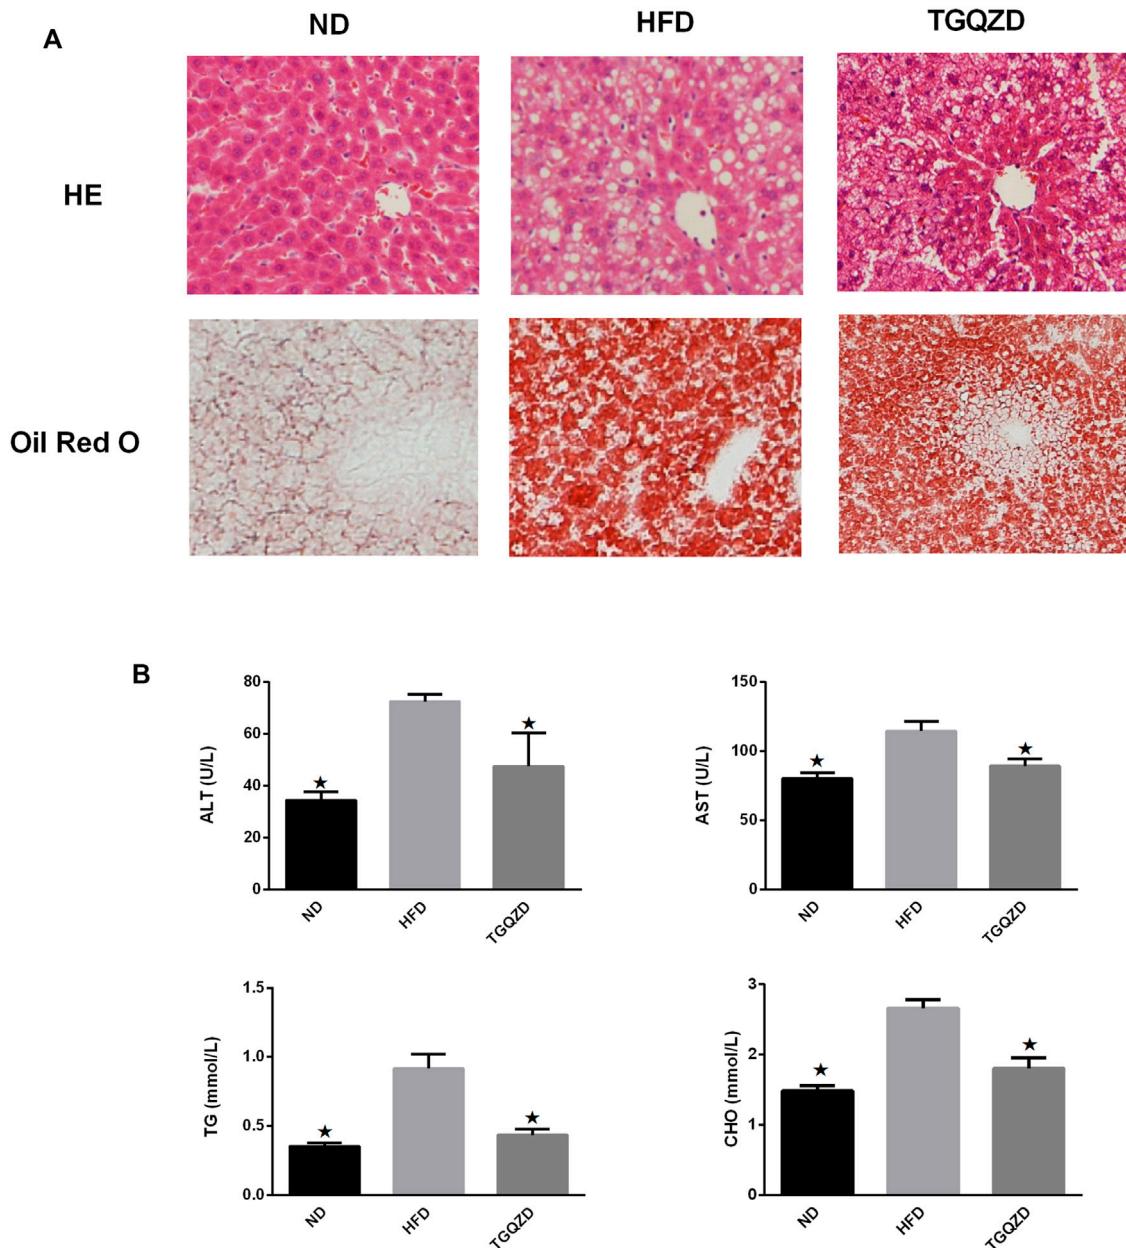 A
ND HFD TGQZD
HE
Oil Red O
B
80
60
40
20
0
ALT (U/L)
★
★
ND HFD TGQZD
150
100
50
0
AST (U/L)
★
★
ND HFD TGQZD
1.5
1.0
0.5
0.0
TG (mmol/L)
★
★
ND HFD TGQZD
3
2
1
0
CHO (mmol/L)
★
★
ND HFD TGQZD